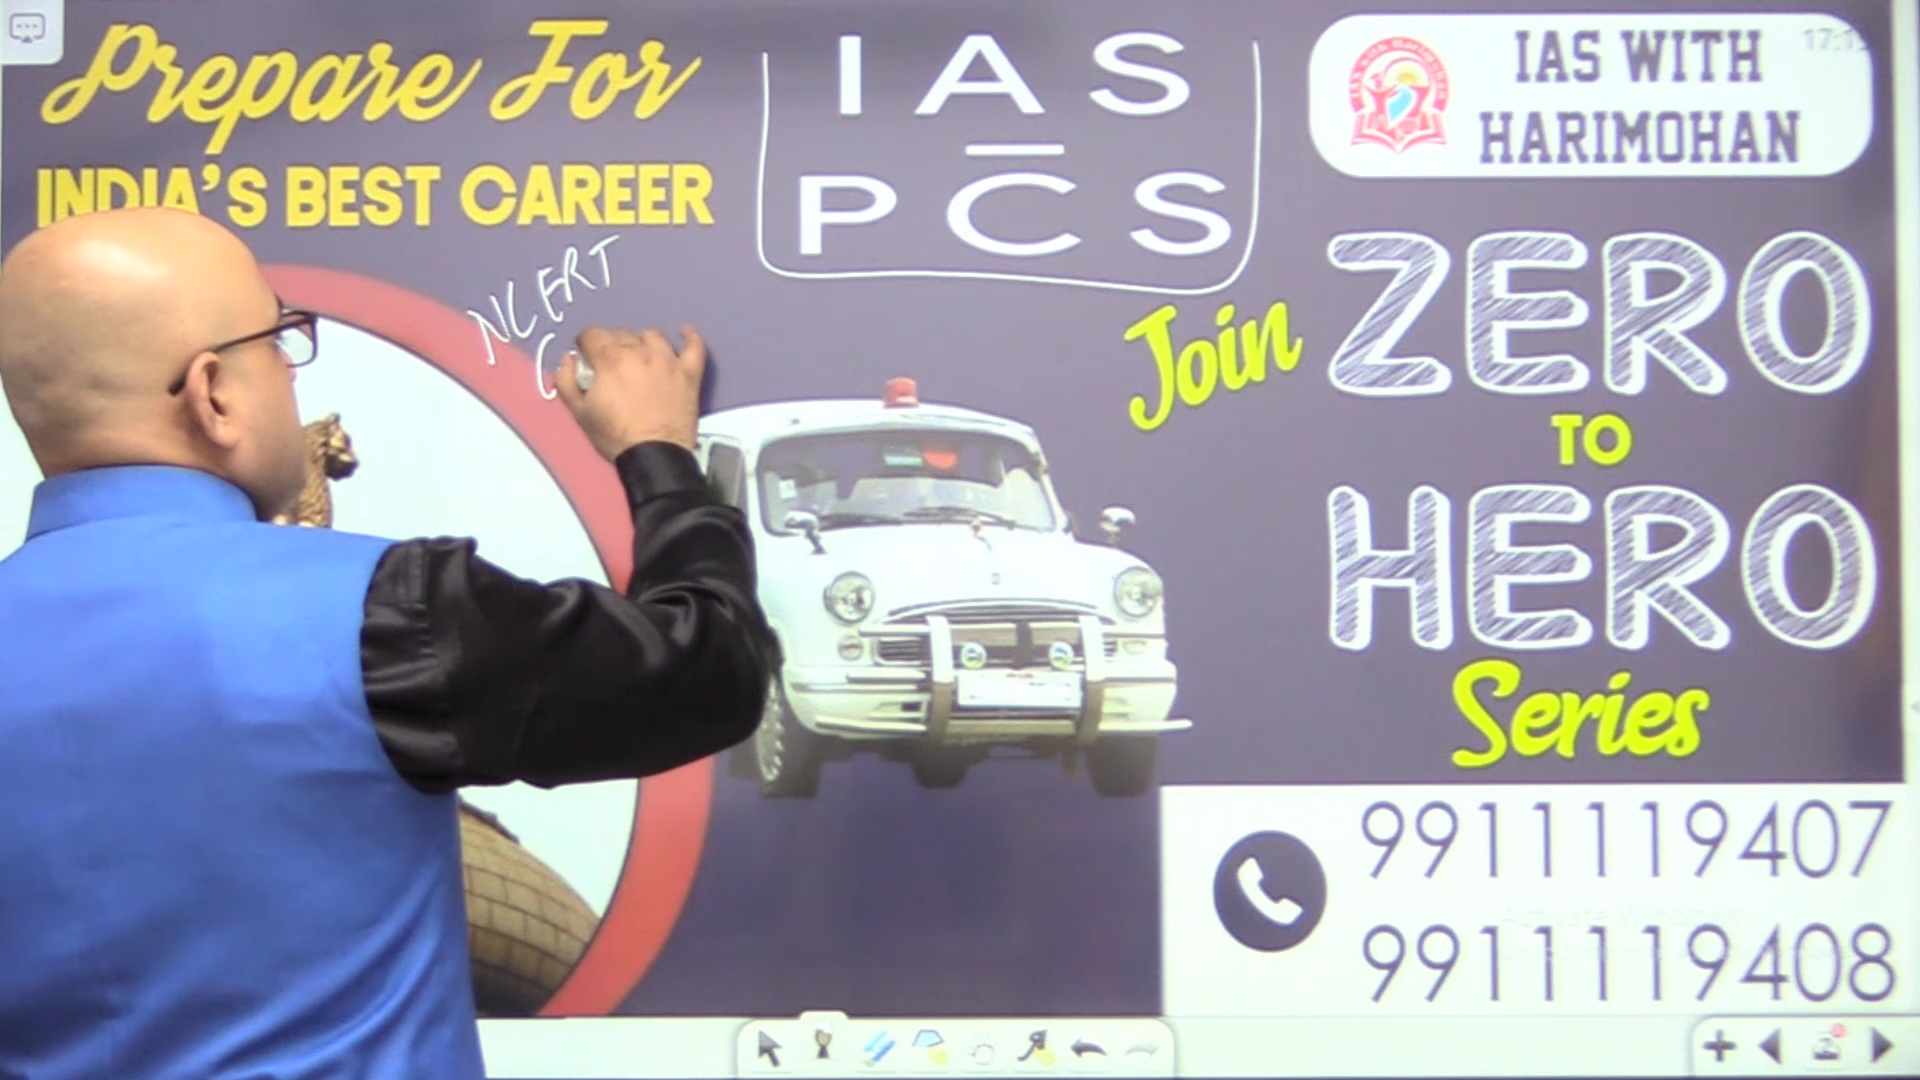 Prepare For
INDIA'S BEST CAREER
IAS
PCS
IAS WITH
HARIMOHAN
NCERT
Join
ZERO
TO
HERO
Series
9911119407
9911119408